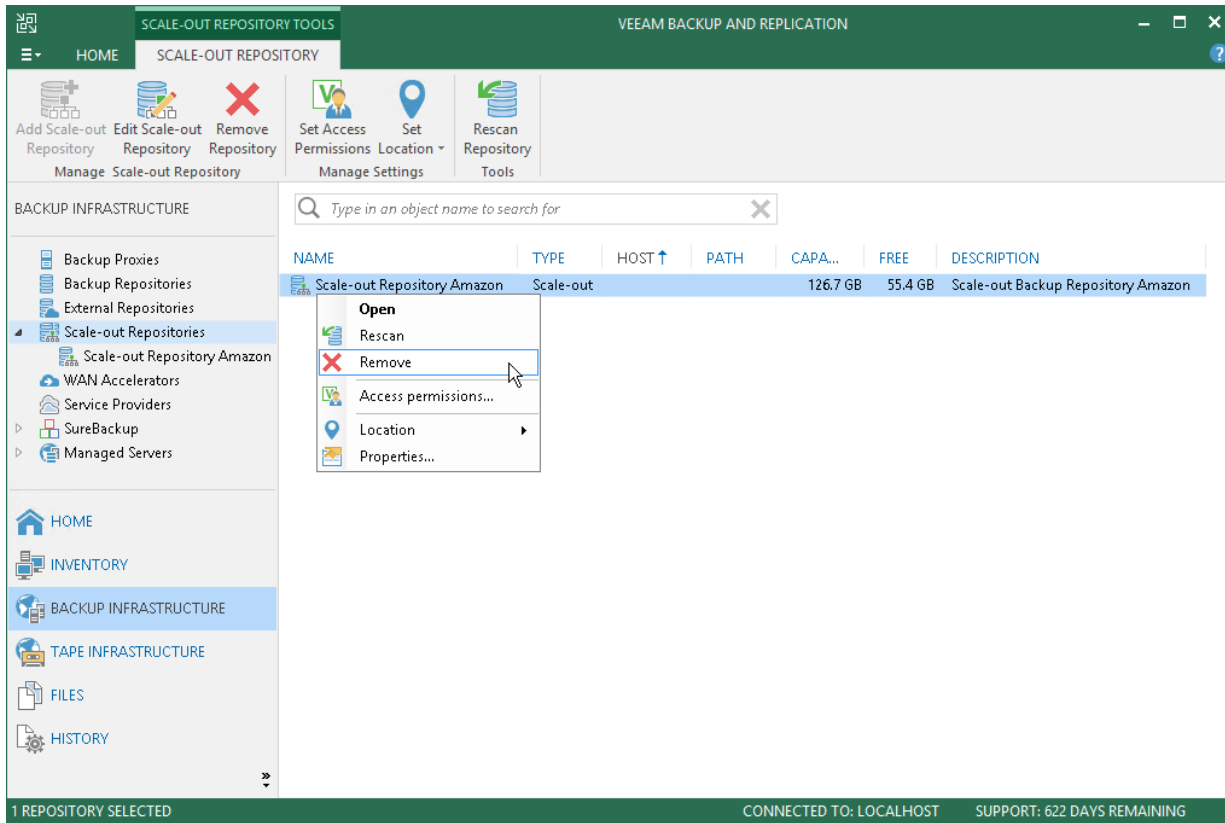 SCALE-OUT REPOSITORY TOOLS
VEEAM BACKUP AND REPLICATION
HOME
SCALE-OUT REPOSITORY
Add Scale-out Repository
Edit Scale-out Repository
Remove Repository
Manage Scale-out Repository
Set Access Permissions
Set Location
Manage Settings
Rescan Repository
Tools
BACKUP INFRASTRUCTURE
Backup Proxies
Backup Repositories
External Repositories
Scale-out Repositories
Scale-out Repository Amazon
WAN Accelerators
Service Providers
SureBackup
Managed Servers
HOME
INVENTORY
BACKUP INFRASTRUCTURE
TAPE INFRASTRUCTURE
FILES
HISTORY
Type in an object name to search for
NAME TYPE HOST PATH CAPA... FREE DESCRIPTION
Scale-out Repository Amazon Scale-out 126.7 GB 55.4 GB Scale-out Backup Repository Amazon
Open
Rescan
Remove
Access permissions...
Location
Properties...
1 REPOSITORY SELECTED
CONNECTED TO: LOCALHOST
SUPPORT: 622 DAYS REMAINING